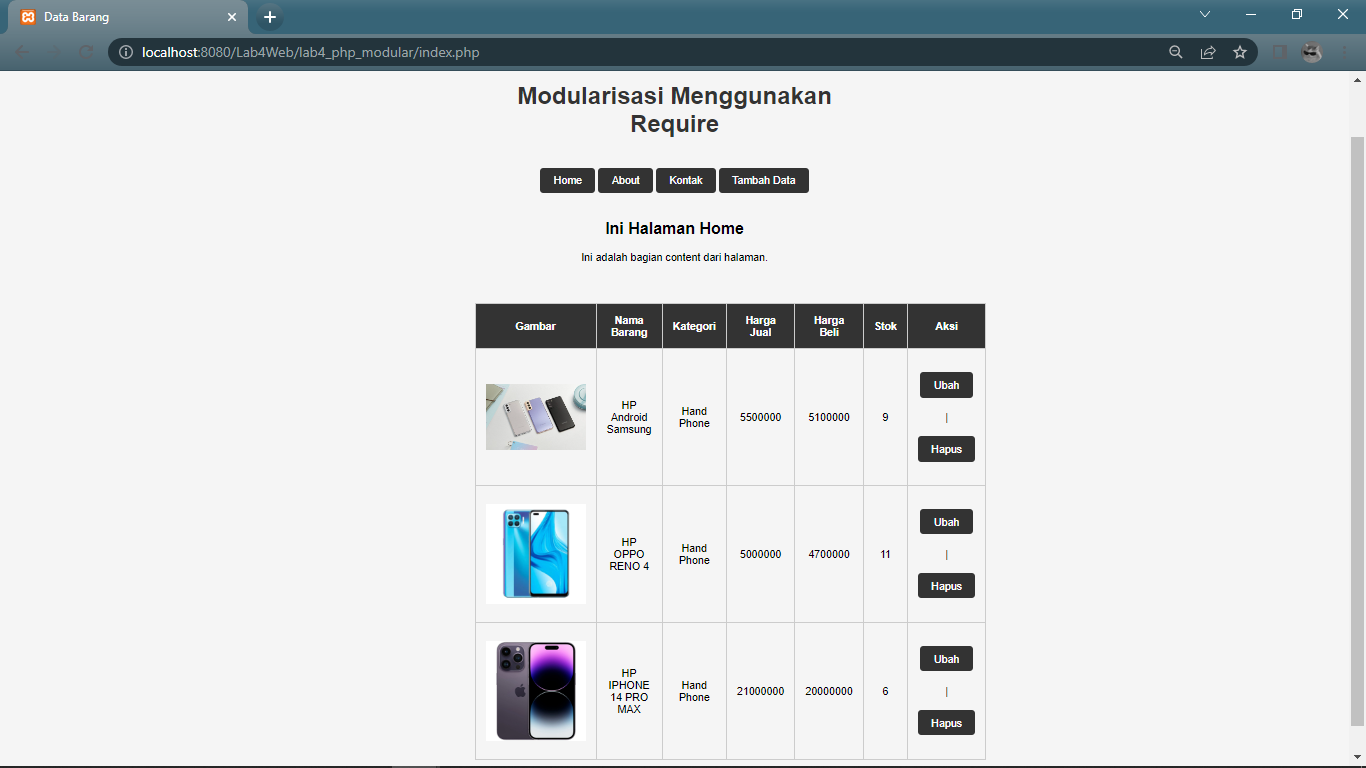 Data Barang
localhost:8080/Lab4Web/lab4_php_modular/index.php
Modularisasi Menggunakan
Require
Home About Kontak Tambah Data
Ini Halaman Home
Ini adalah bagian content dari halaman.
Gambar Nama Barang Kategori Harga Jual Harga Beli Stok Aksi
HP Android Samsung Hand Phone 5500000 5100000 9 Ubah | Hapus
HP OPPO RENO 4 Hand Phone 5000000 4700000 11 Ubah | Hapus
HP IPHONE 14 PRO MAX Hand Phone 21000000 20000000 6 Ubah | Hapus